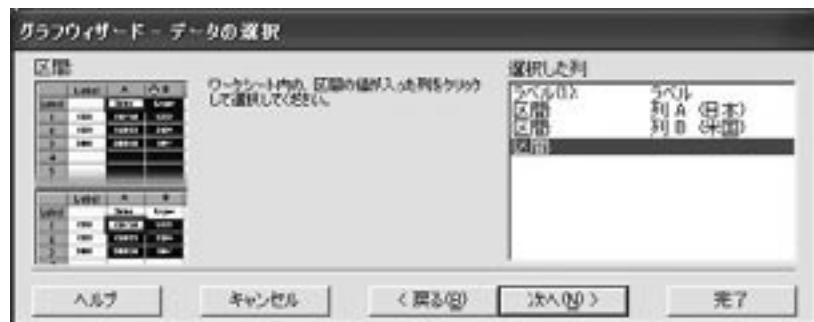 グラフウィザード - データの選択
区間
ワークシート内の、区間の値が入った列をクリック
して選択してください。
選択した列
ラベル(X) ラベル
区間 列 A (日本)
区間 列 B (米国)
区間
Label A
Label A B
ヘルプ
キャンセル
< 戻る(B)
次へ(N) >
完了